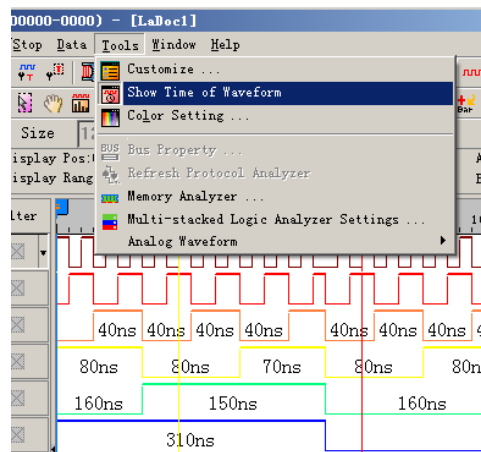 00000-0000) - [LaDoc1]
Stop Data Tools Window Help
Customize ...
Show Time of Waveform
Color Setting ...
Bar
Size
BUS Bus Property ...
isplay Pos:
Refresh Protocol Analyzer
isplay Rang
Memory Analyzer ...
Multi-stacked Logic Analyzer Settings ...
lter
Analog Waveform
40ns 40ns 40ns 40ns 40ns 40ns 40ns
80ns 80ns 70ns 80ns 80n
160ns 150ns 160ns
310ns